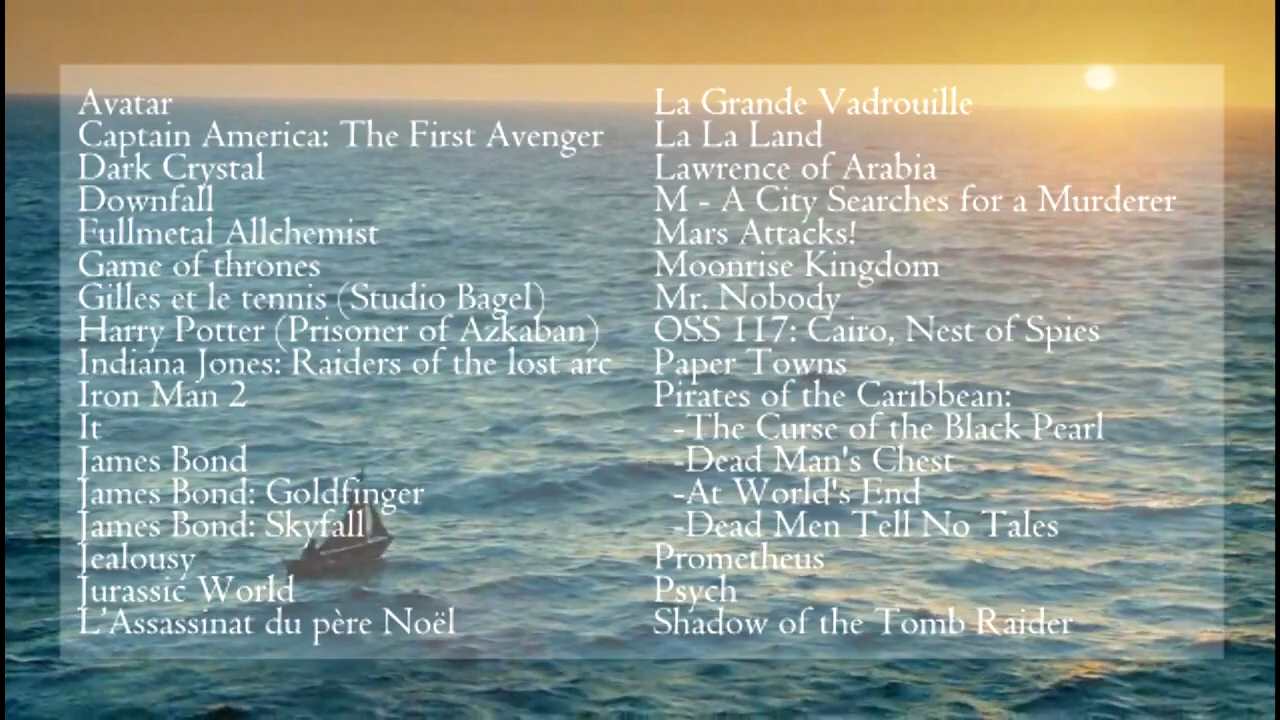 Avatar
Captain America: The First Avenger
Dark Crystal
Downfall
Fullmetal Allchemist
Game of thrones
Gilles et le tennis (Studio Bagel)
Harry Potter (Prisoner of Azkaban)
Indiana Jones: Raiders of the lost arc
Iron Man 2
It
James Bond
James Bond: Goldfinger
James Bond: Skyfall
Jealousy
Jurassic World
L'Assassinat du père Noël
La Grande Vadrouille
La La Land
Lawrence of Arabia
M - A City Searches for a Murderer
Mars Attacks!
Moonrise Kingdom
Mr. Nobody
OSS 117: Cairo, Nest of Spies
Paper Towns
Pirates of the Caribbean:
-The Curse of the Black Pearl
-Dead Man's Chest
-At World's End
-Dead Men Tell No Tales
Prometheus
Psych
Shadow of the Tomb Raider